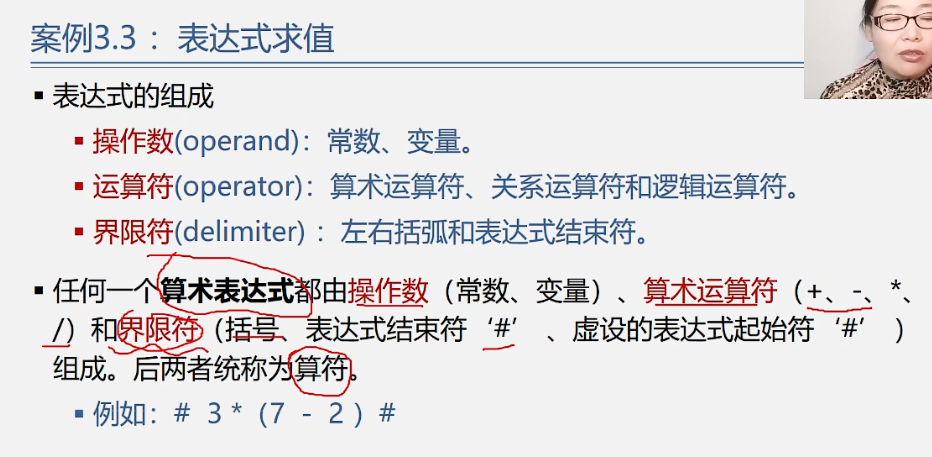 案例3.3 ：表达式求值
▪ 表达式的组成
▪ 操作数(operand)：常数、变量。
▪ 运算符(operator)：算术运算符、关系运算符和逻辑运算符。
▪ 界限符(delimiter) ：左右括弧和表达式结束符。
▪ 任何一个算术表达式都由操作数（常数、变量）、算术运算符（+、-、*、
/）和界限符（括号、表达式结束符‘#’、虚设的表达式起始符‘#’ ）
组成。后两者统称为算符。
▪ 例如：# 3 *（7 - 2 ）#